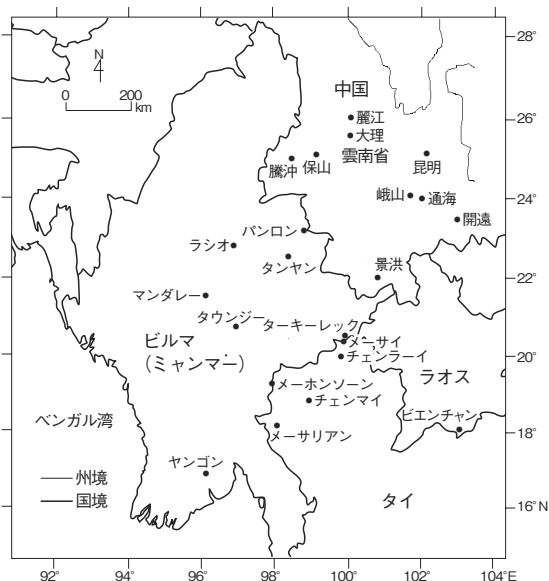 N
0 200
km
中国
麗江
大理
雲南省
騰冲 保山
昆明
峨山 通海
開遠
パンロン
ラシオ
タンヤン
景洪
マンダレー
タウンジー
ターキーレック
メーサイ
チェンラーイ
ビルマ
(ミャンマー)
ラオス
メーホンソーン
チェンマイ
ビエンチャン
メーサリアン
ベンガル湾
ヤンゴン
州境
国境
タイ
28°
26°
24°
22°
20°
18°
16°N
92° 94° 96° 98° 100° 102° 104°E